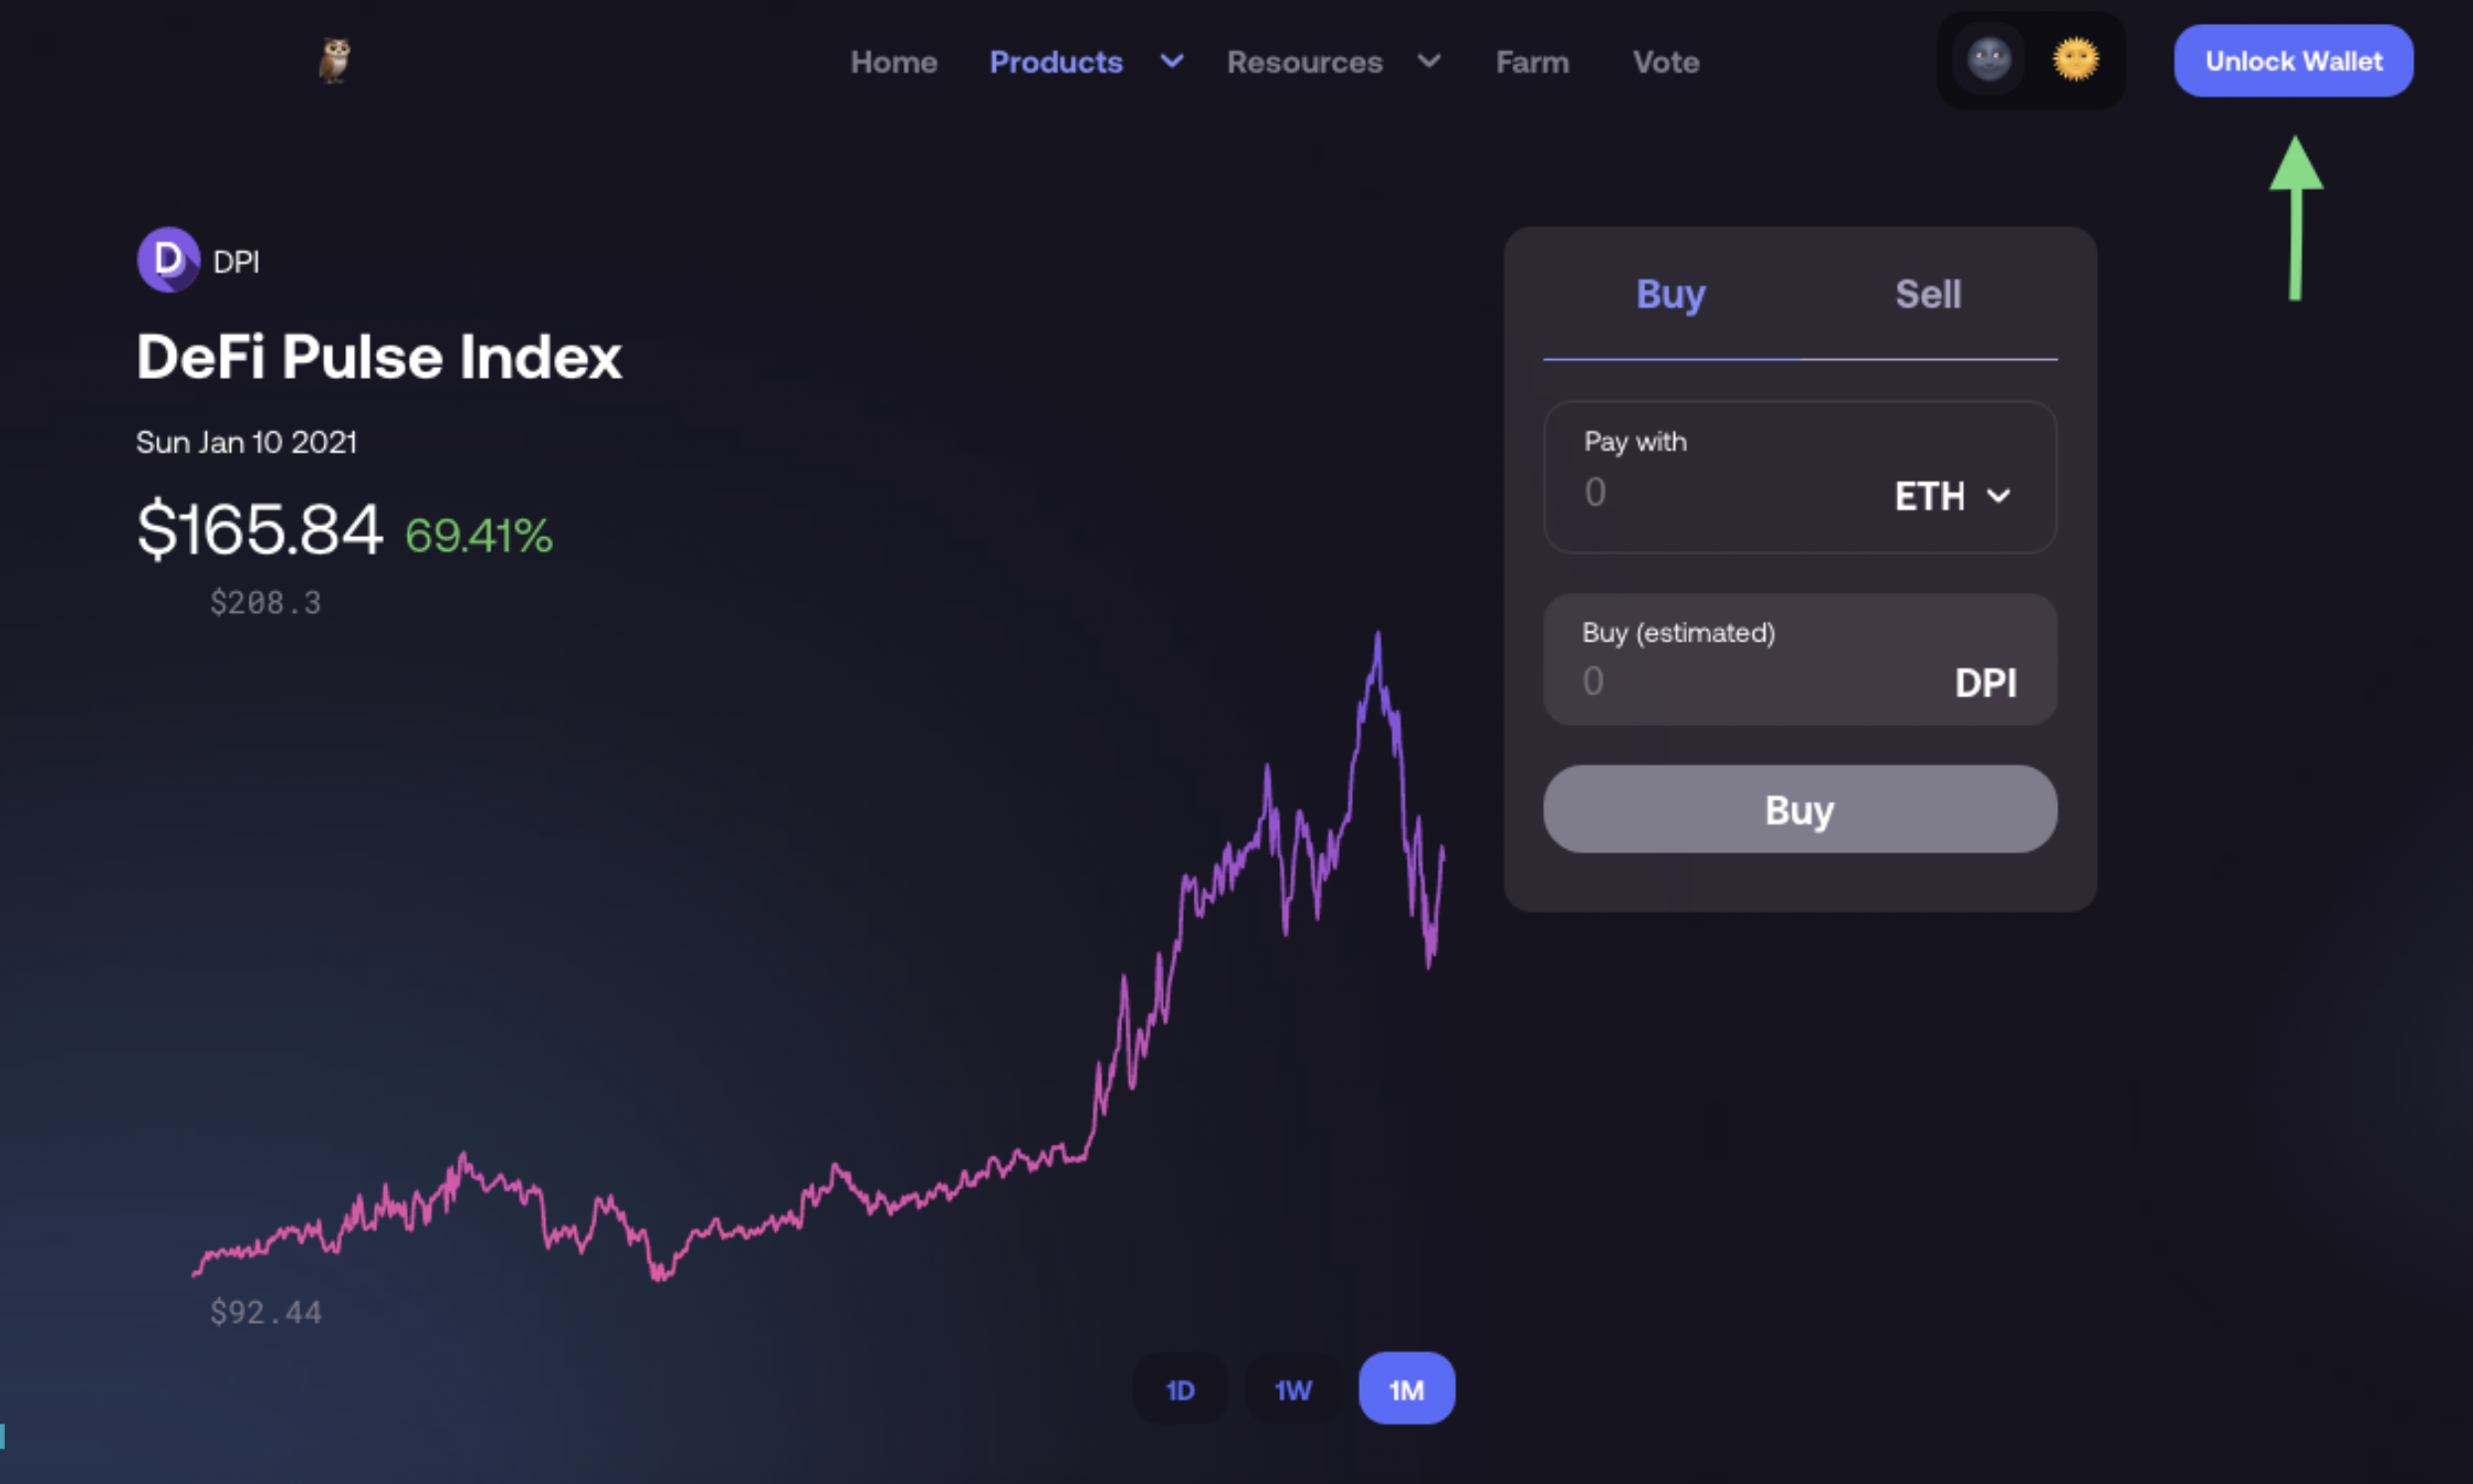 Home Products Resources Farm Vote
Unlock Wallet
D DPI
DeFi Pulse Index
Sun Jan 10 2021
$165.84 69.41%
$208.3
$92.44
1D 1W 1M
Buy Sell
Pay with
0 ETH
Buy (estimated)
0 DPI
Buy